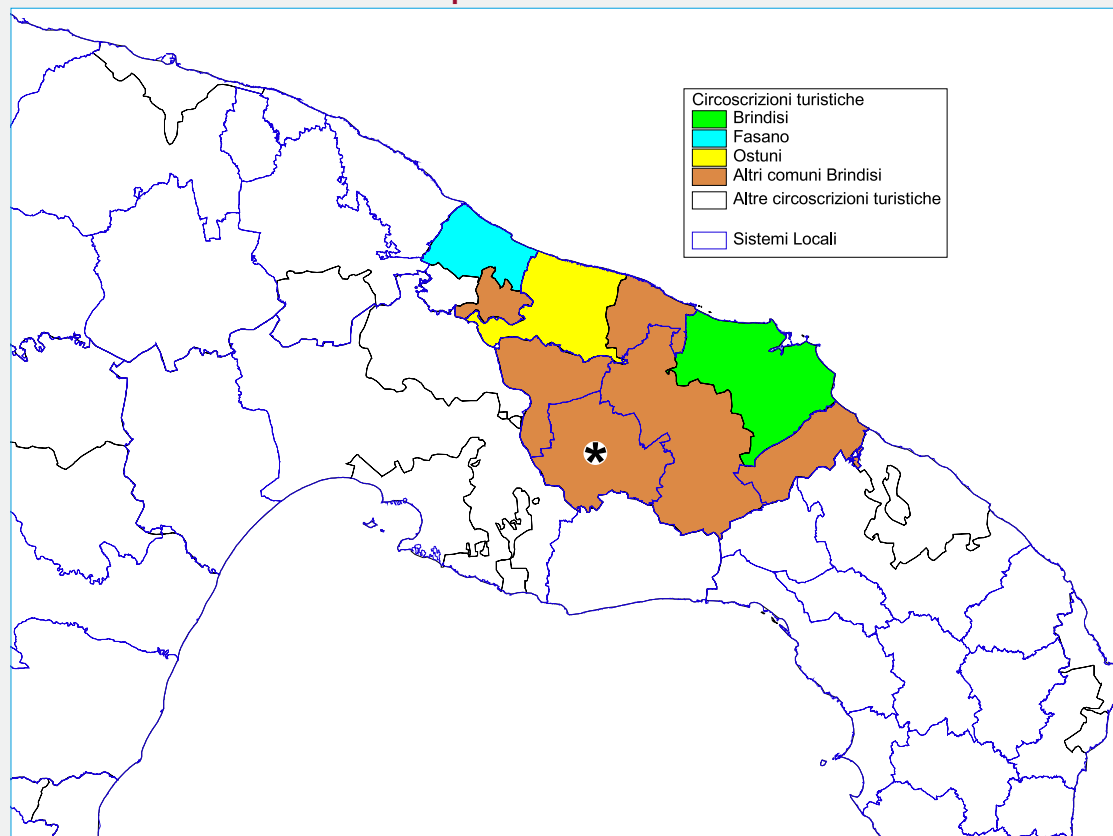 Circoscrizioni turistiche
Brindisi
Fasano
Ostuni
Altri comuni Brindisi
Altre circoscrizioni turistiche
Sistemi Locali
*